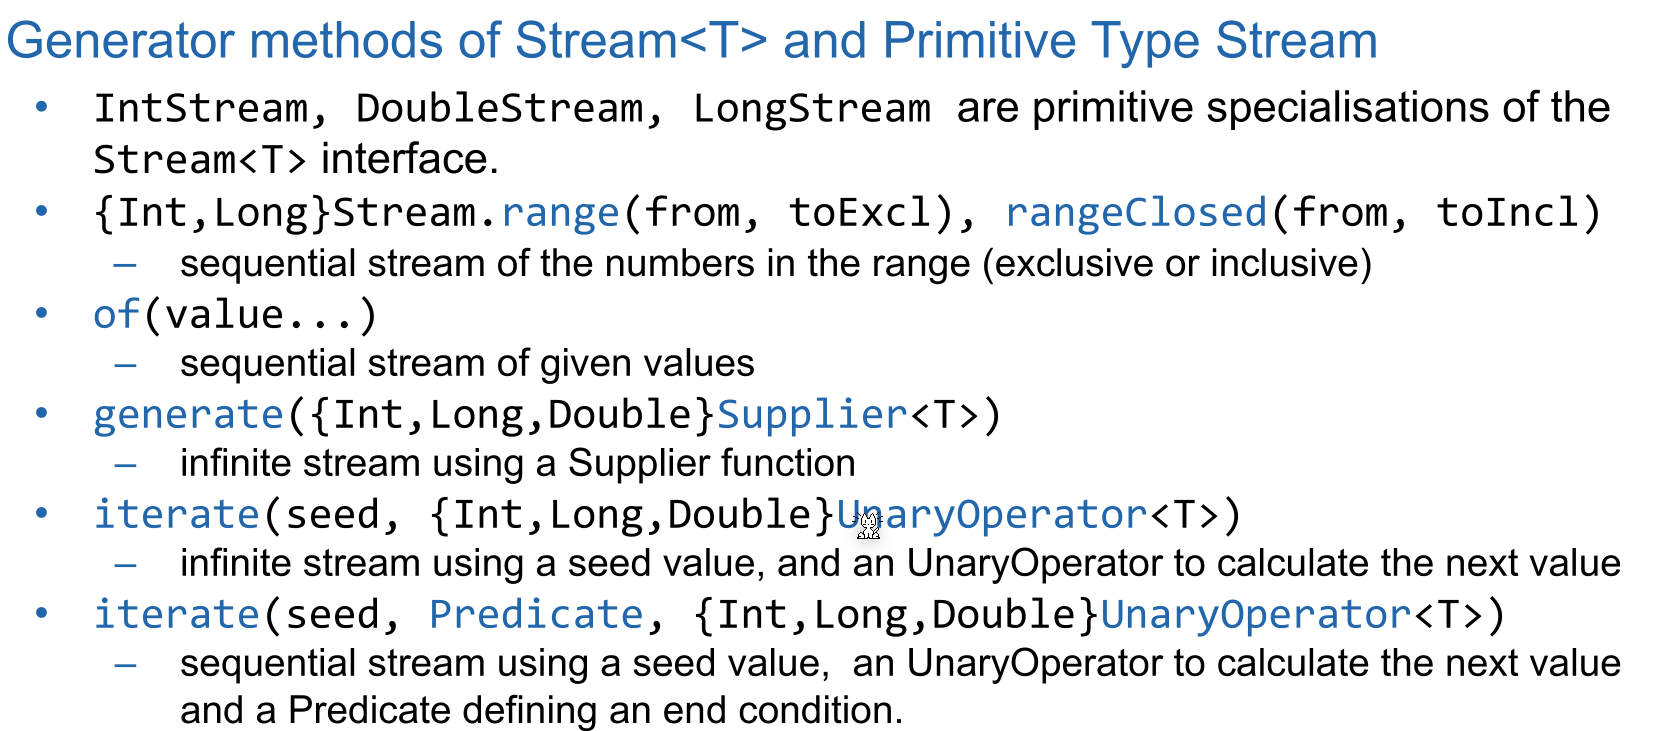 Generator methods of Stream<T> and Primitive Type Stream
• IntStream, DoubleStream, LongStream are primitive specialisations of the
Stream<T> interface.
• {Int,Long}Stream.range(from, toExcl), rangeClosed(from, toIncl)
– sequential stream of the numbers in the range (exclusive or inclusive)
• of(value...)
– sequential stream of given values
• generate({Int,Long,Double}Supplier<T>)
– infinite stream using a Supplier function
• iterate(seed, {Int,Long,Double}UnaryOperator<T>)
– infinite stream using a seed value, and an UnaryOperator to calculate the next value
• iterate(seed, Predicate, {Int,Long,Double}UnaryOperator<T>)
– sequential stream using a seed value, an UnaryOperator to calculate the next value
and a Predicate defining an end condition.